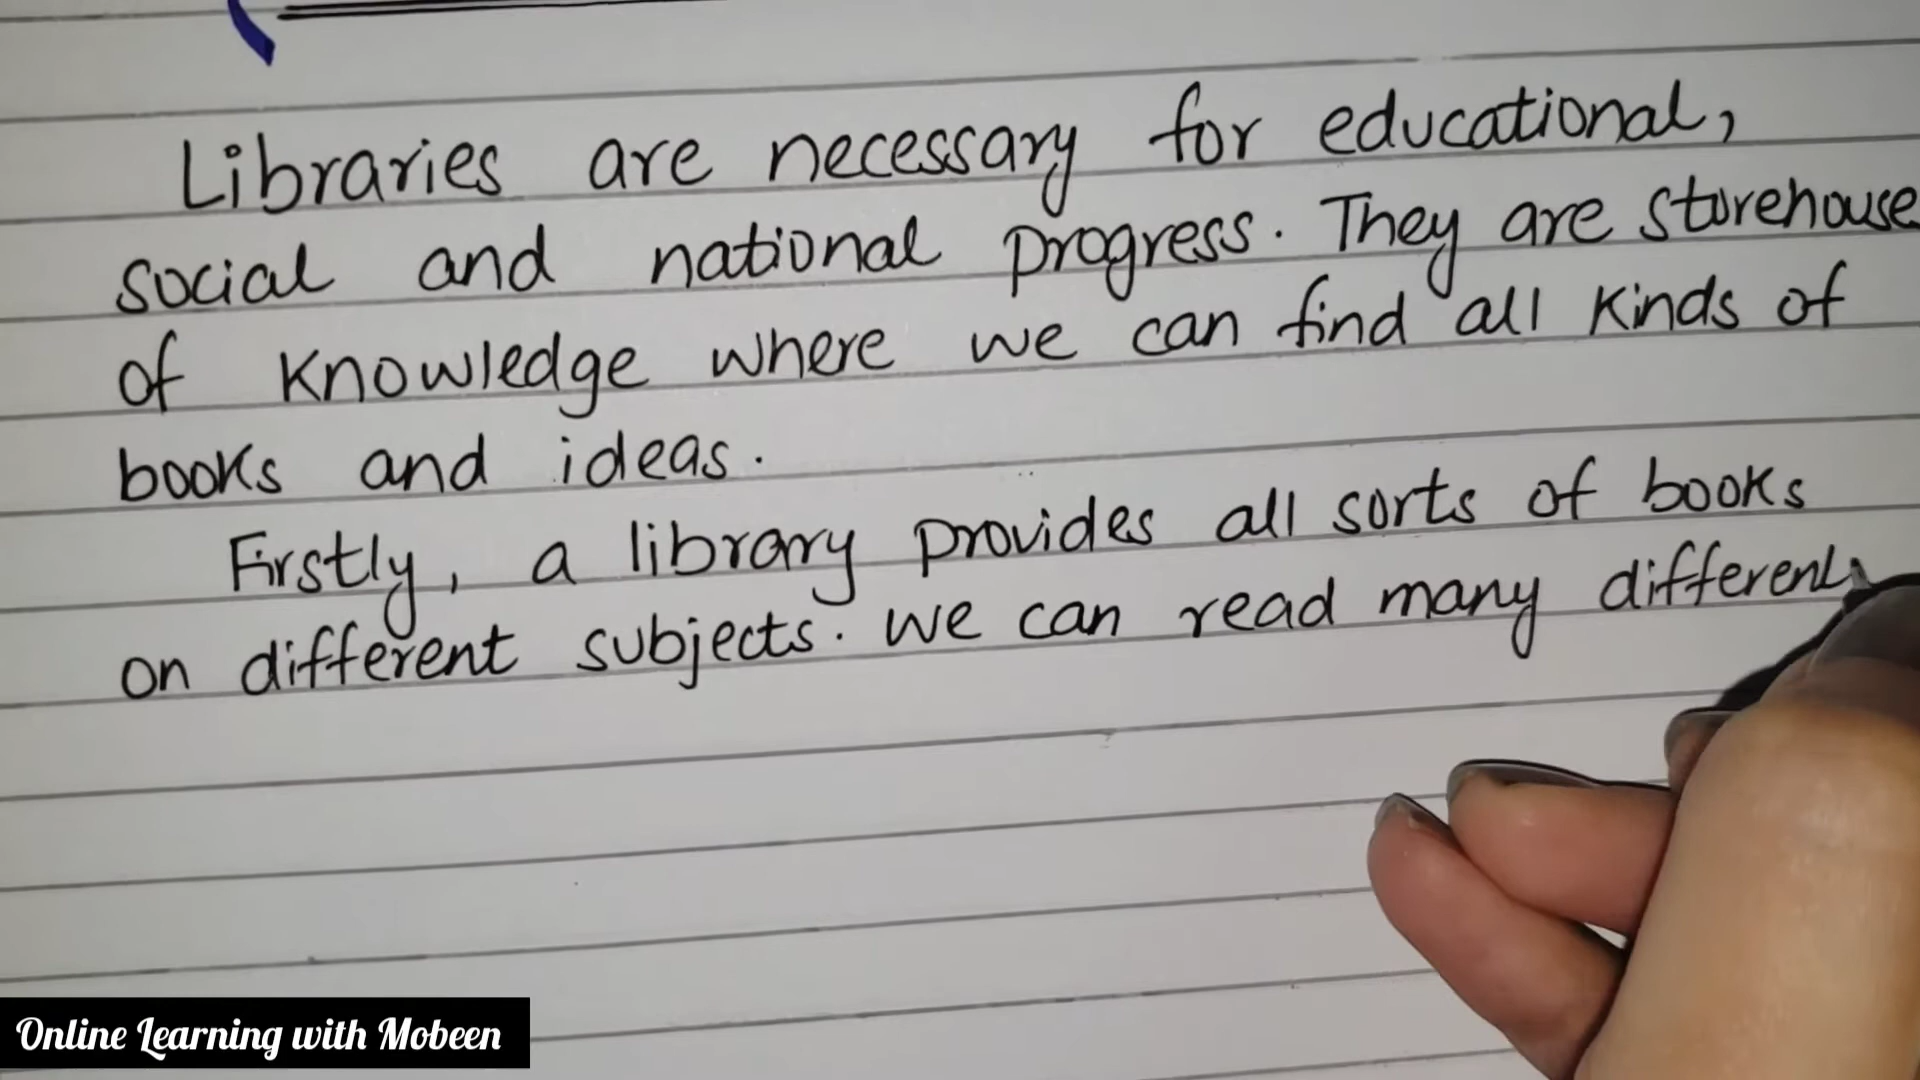 Libraries are necessary for educational,
social and national progress. They are storehouse
of knowledge where we can find all kinds of
books and ideas.
Firstly, a library provides all sorts of books
on different subjects. We can read many different
Online Learning with Mobeen